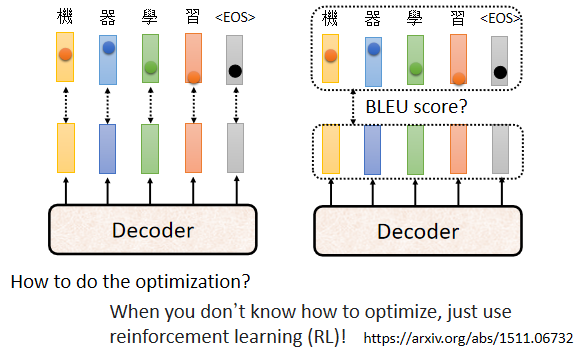 機 器 學 習 <EOS>
機 器 學 習 <EOS>
BLEU score?
Decoder
Decoder
How to do the optimization?
When you don’t know how to optimize, just use
reinforcement learning (RL)! https://arxiv.org/abs/1511.06732